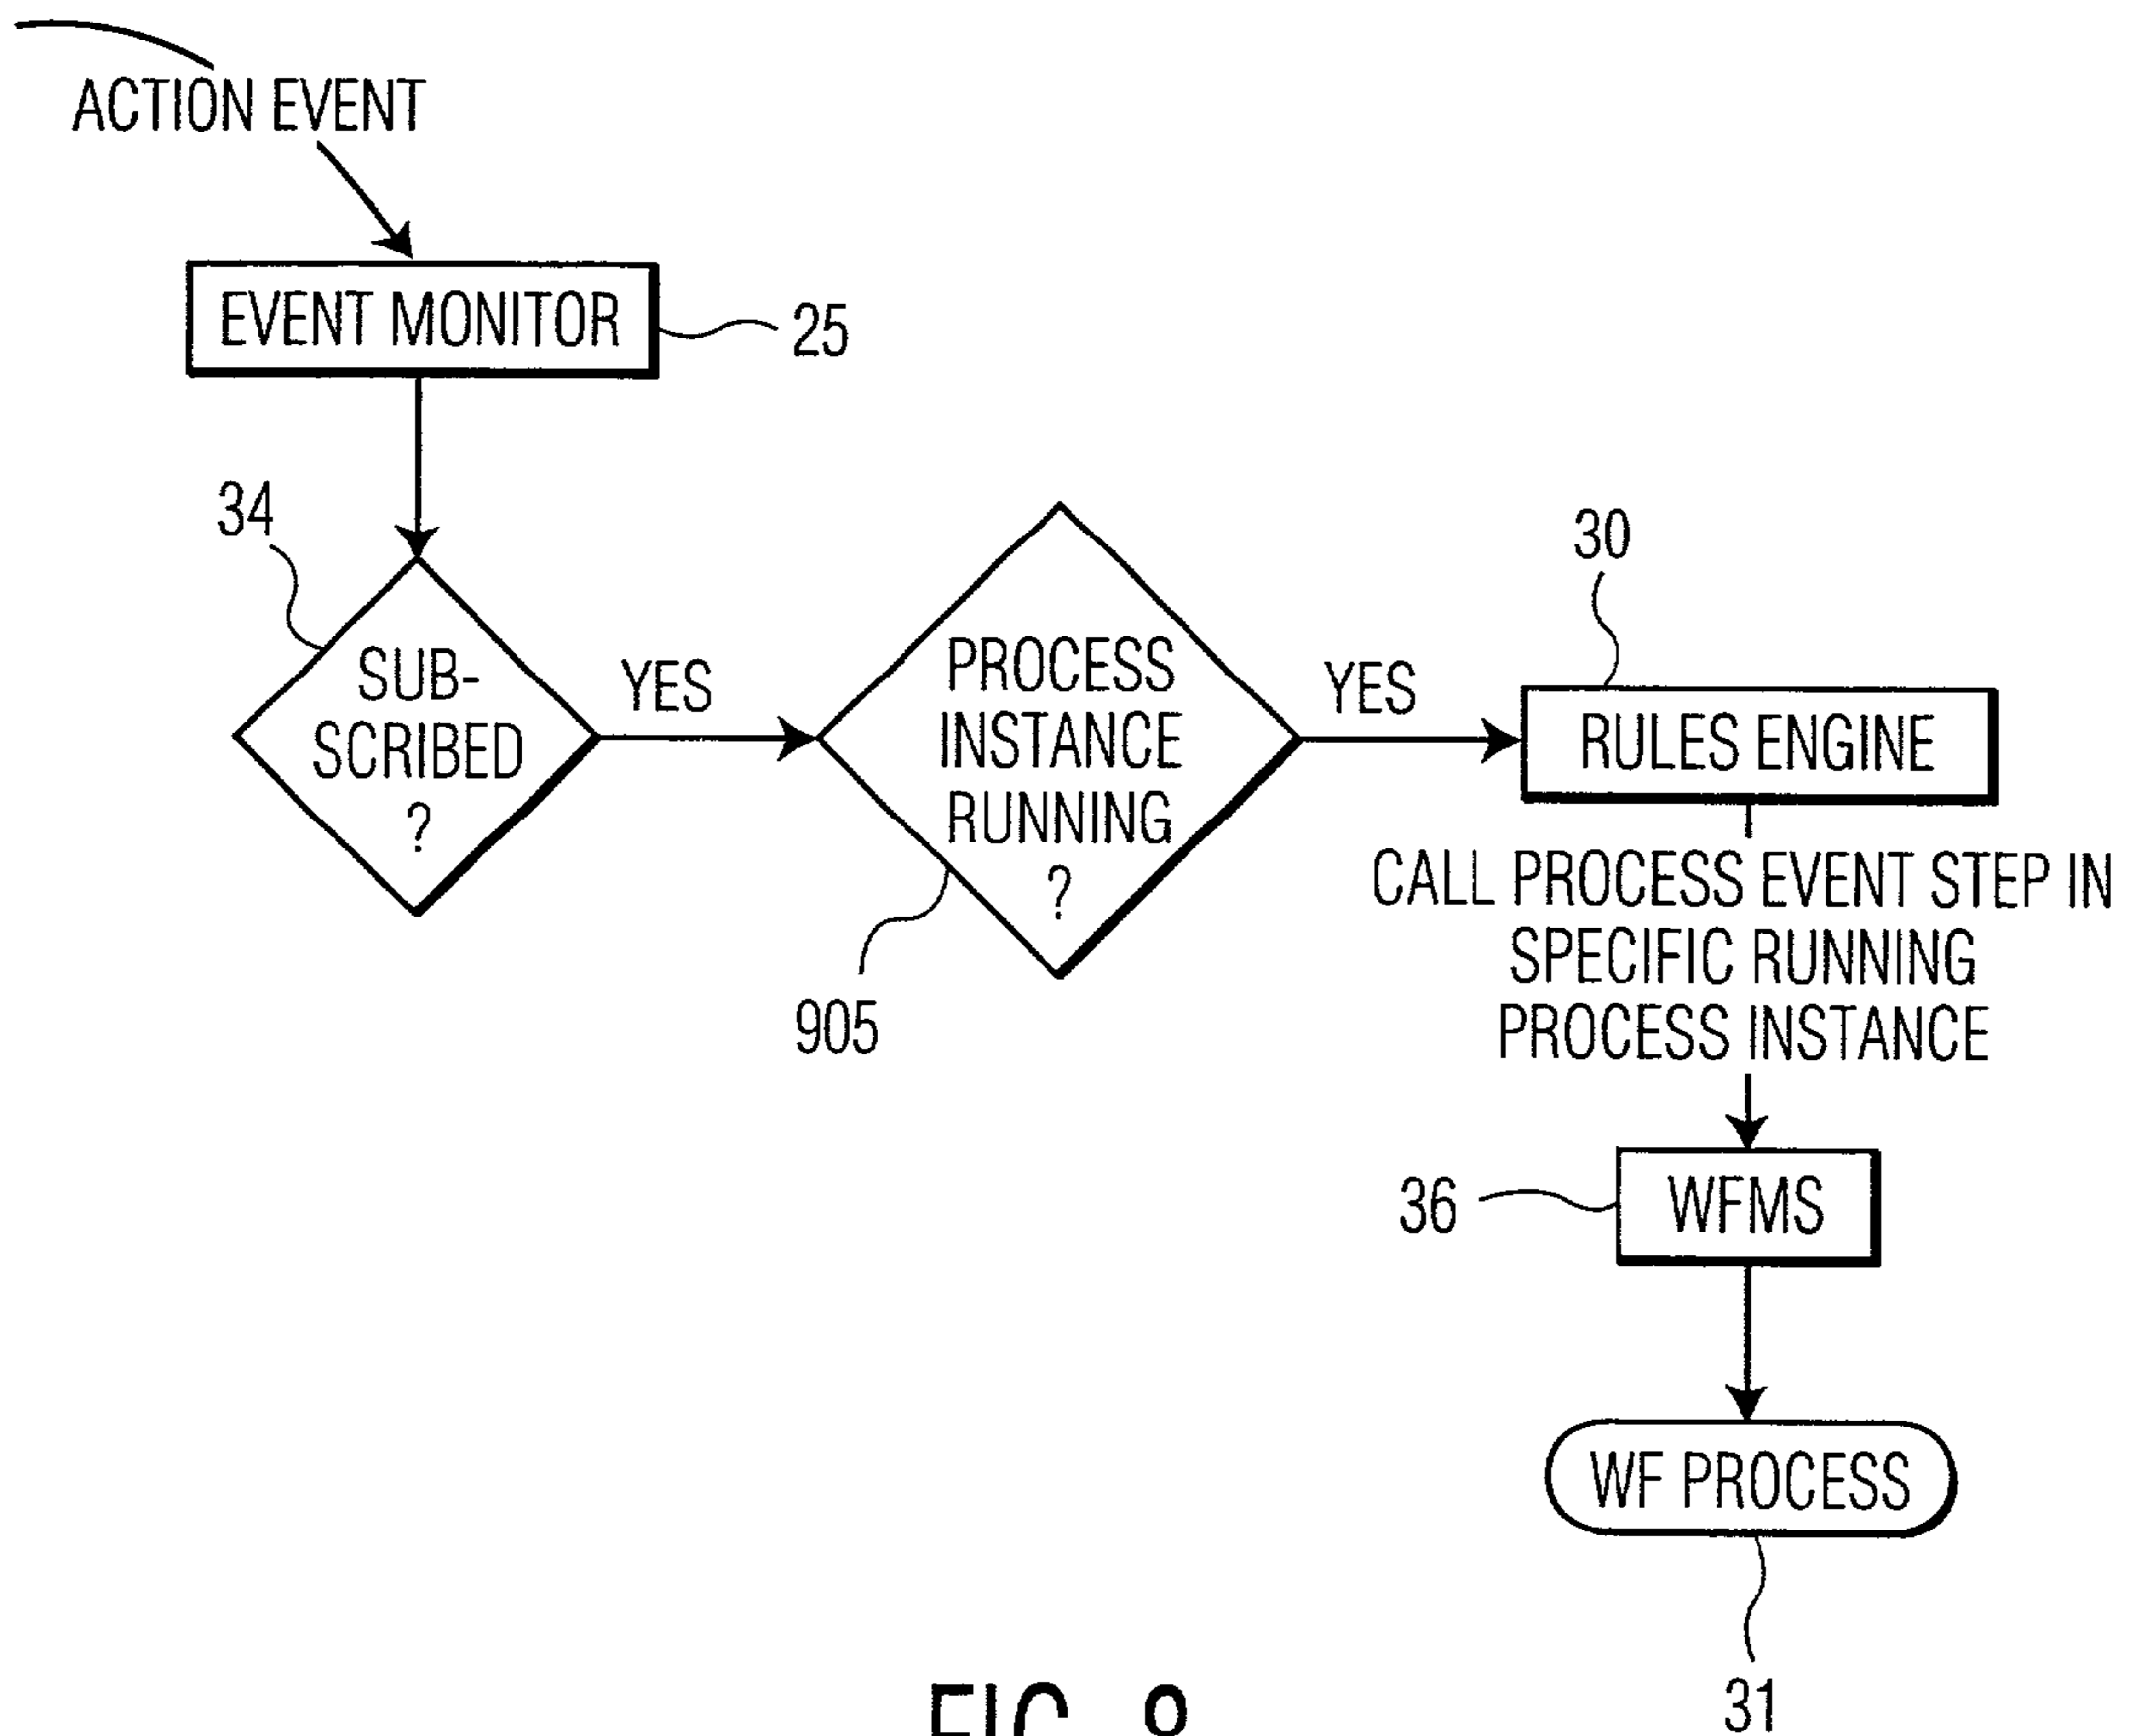 ACTION EVENT
EVENT MONITOR
25
34
SUB-
SCRIBED
?
YES
PROCESS
INSTANCE
RUNNING
?
905
YES
30
RULES ENGINE
CALL PROCESS EVENT STEP IN
SPECIFIC RUNNING
PROCESS INSTANCE
36
WFMS
WF PROCESS
31